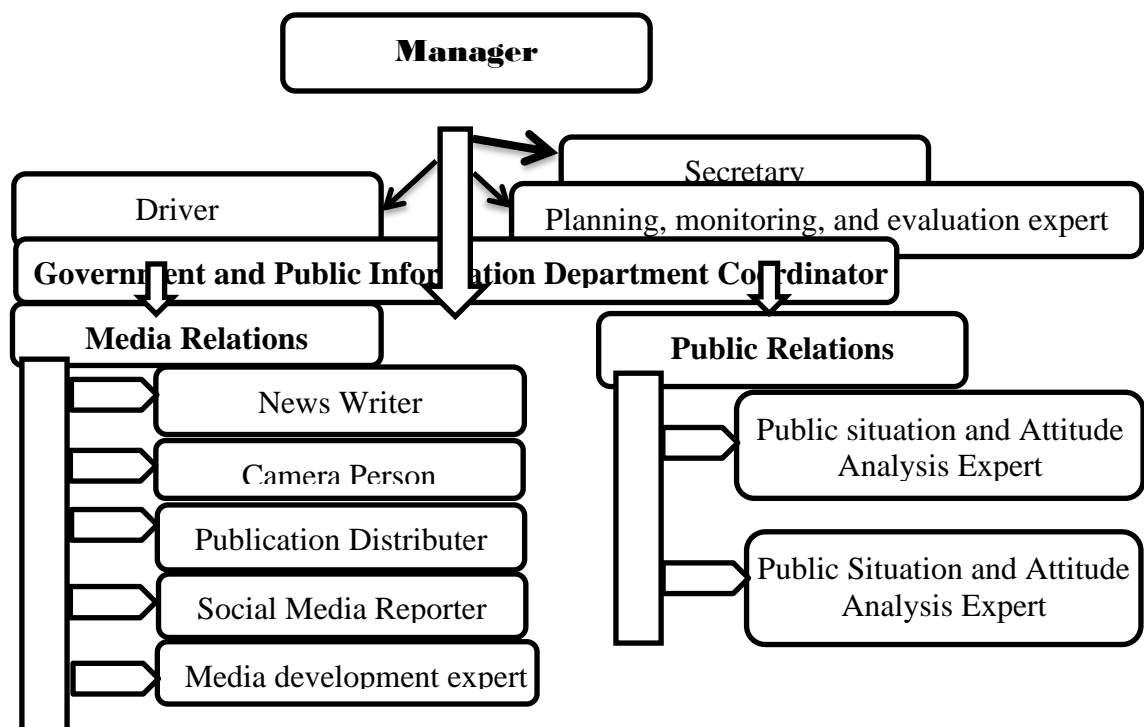 Manager
Secretary
Driver
Planning, monitoring, and evaluation expert
Government and Public Information Department Coordinator
Media Relations
Public Relations
News Writer
Camera Person
Publication Distributer
Social Media Reporter
Media development expert
Public situation and Attitude
Analysis Expert
Public Situation and Attitude
Analysis Expert